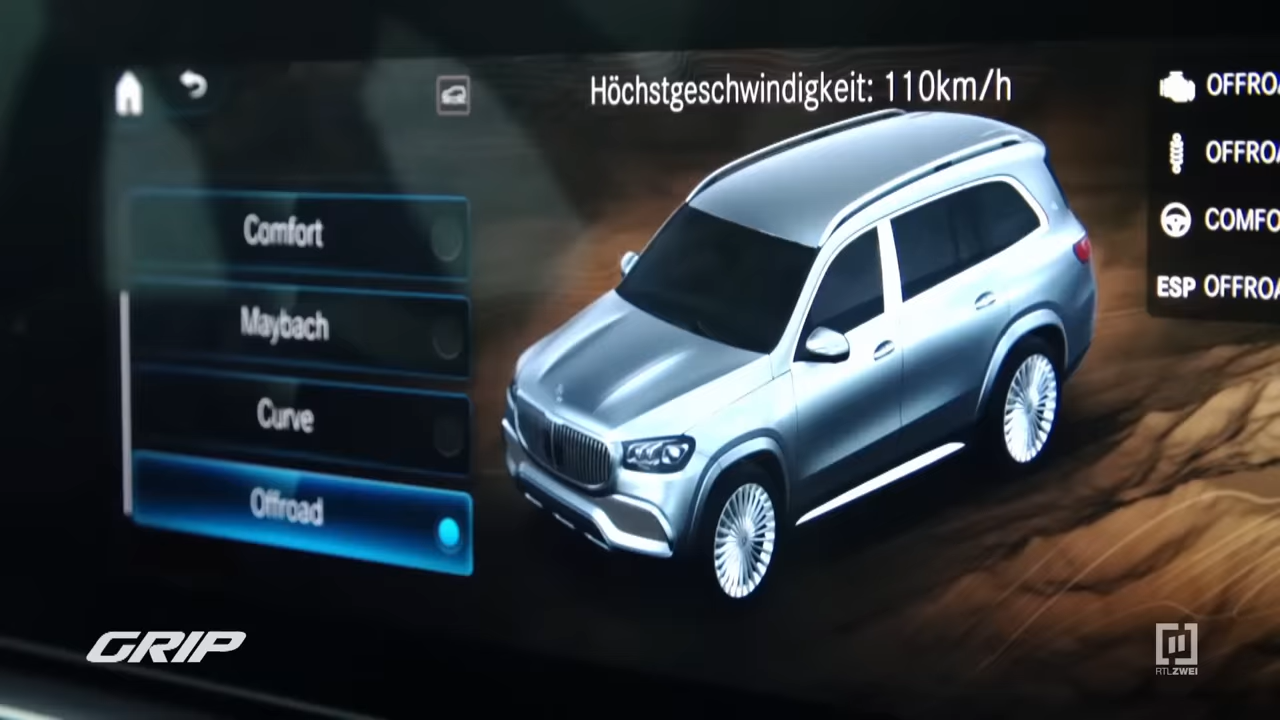 Höchstgeschwindigkeit: 110km/h
Comfort
Maybach
Curve
Offroad
OFFROA
OFFROA
COMFO
ESP OFFROA
GRIP
RTLZWEI